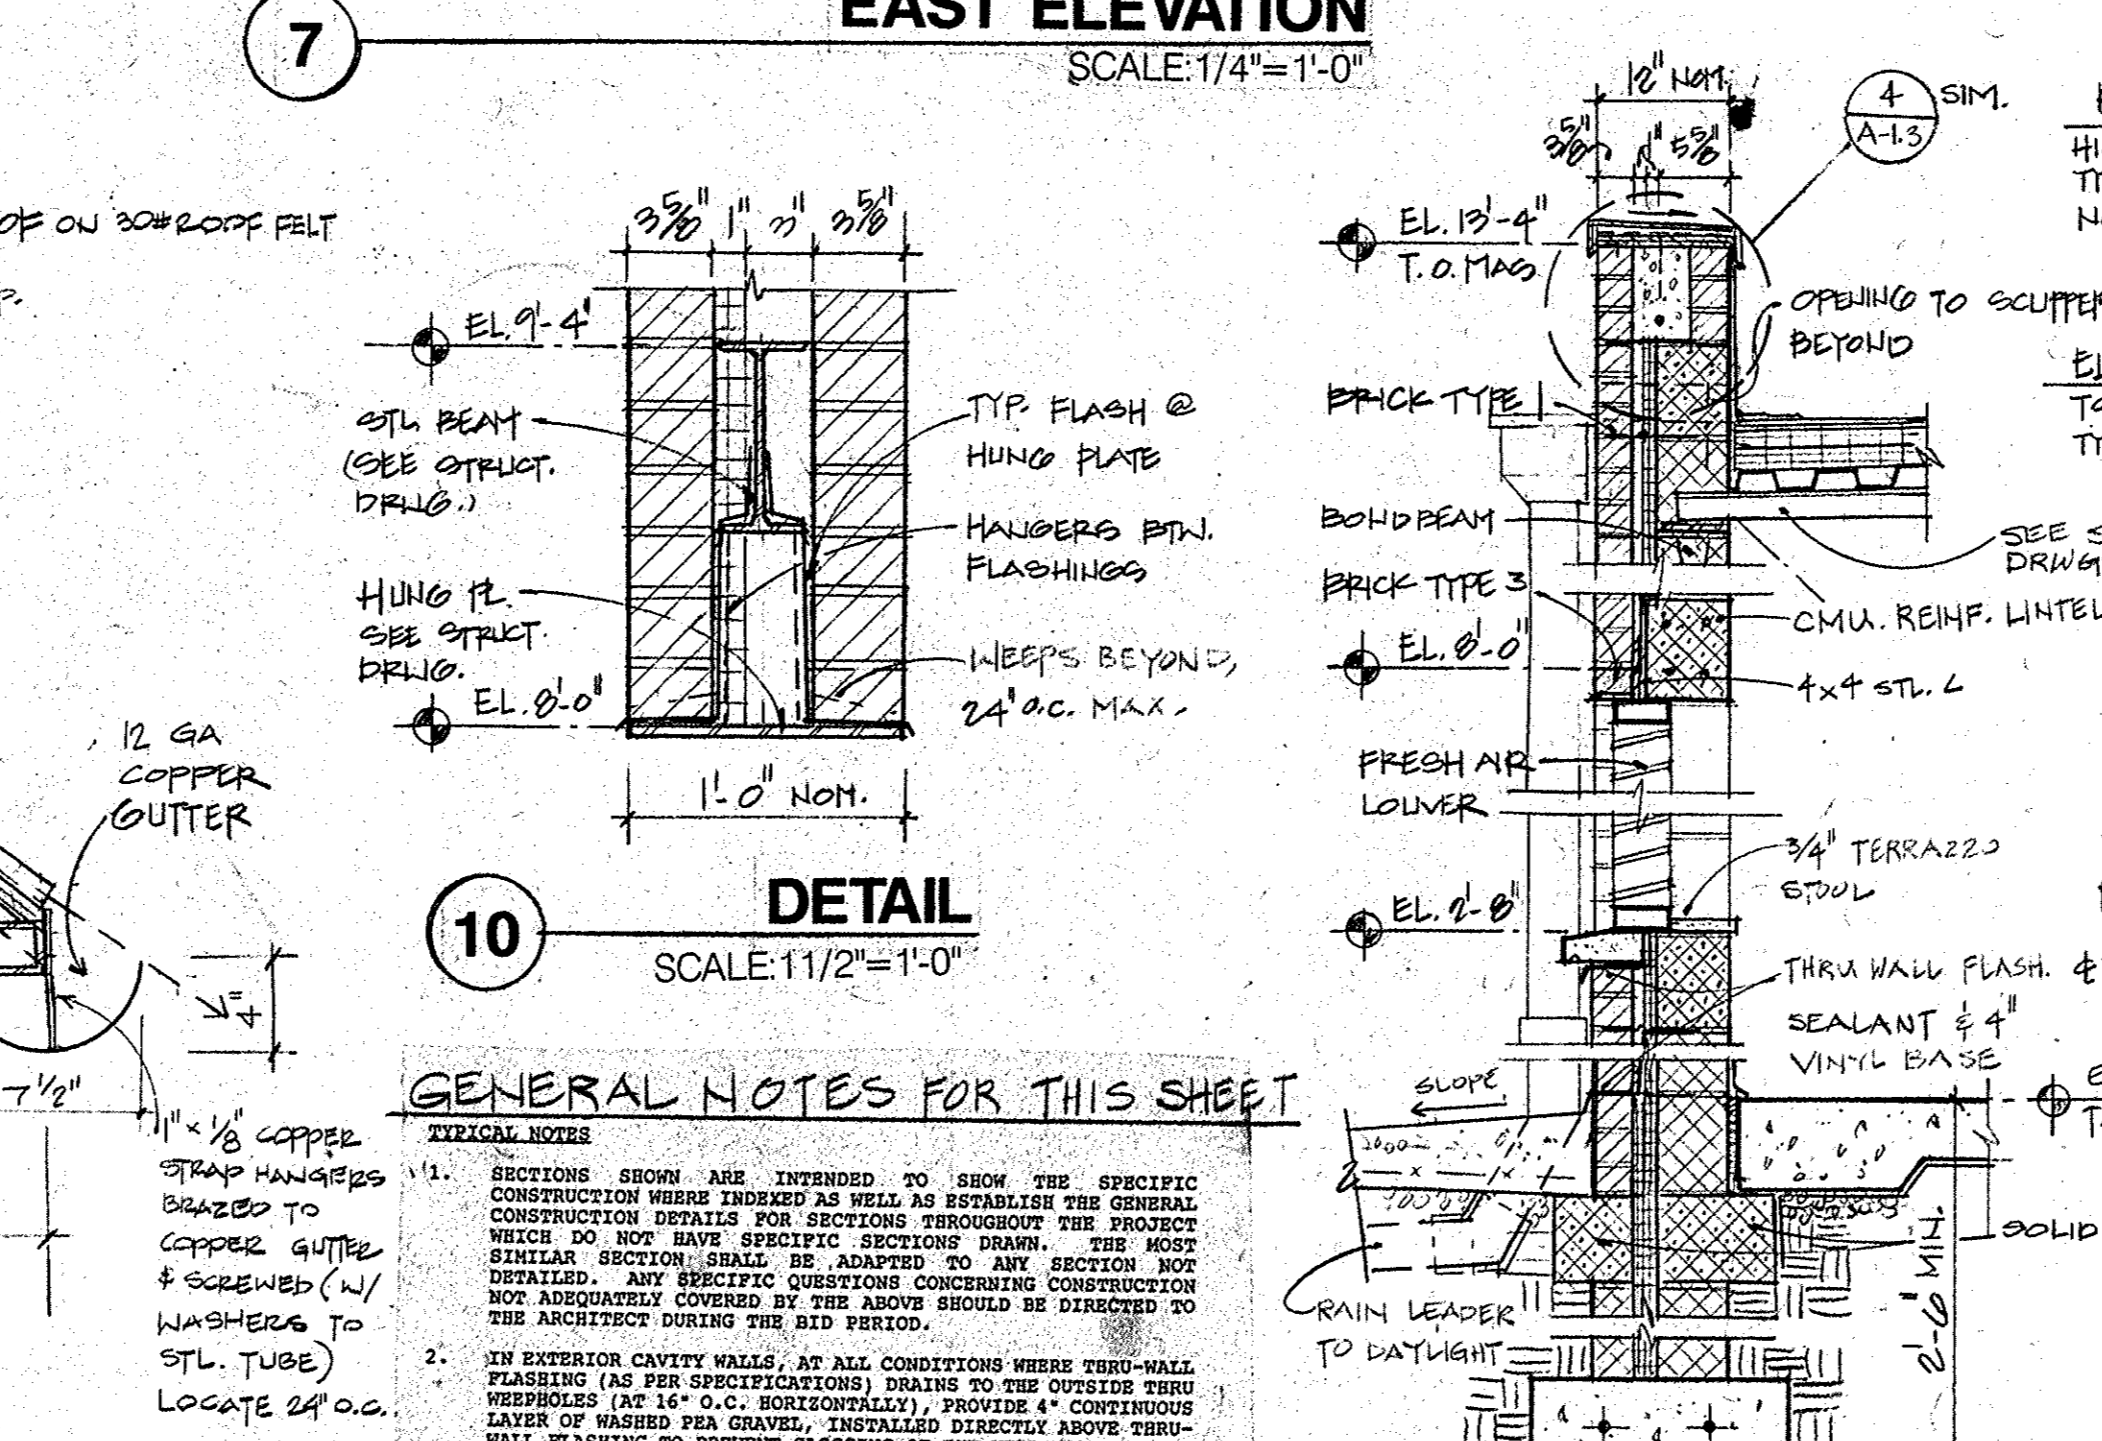 EAST ELEVATION
7
SCALE:1/4"=1'-0"
ON 30# ROOF FELT
3 5/8" 1" 3" 3 5/8"
EL. 9'-4"
STL. BEAM
(SEE STRUCT.
DRWG.)
HUNG PL.
SEE STRUCT.
DRWG.
EL. 8'-0"
TYP. FLASH @
HUNG PLATE
HANGERS BTW.
FLASHINGS
WEEPS BEYOND,
24" O.C. MAX.
1'-0" NOM.
10
DETAIL
SCALE:11/2"=1'-0"
12 GA
COPPER
GUTTER
4"
7 1/2"
1" x 1/8 COPPER
STRAP HANGERS
BRAZED TO
COPPER GUTTER
& SCREWED (W/
WASHERS TO
STL. TUBE)
LOCATE 24" O.C.
GENERAL NOTES FOR THIS SHEET
TYPICAL NOTES
1. SECTIONS SHOWN ARE INTENDED TO SHOW THE SPECIFIC
CONSTRUCTION WHERE INDEXED AS WELL AS ESTABLISH THE GENERAL
CONSTRUCTION DETAILS FOR SECTIONS THROUGHOUT THE PROJECT
WHICH DO NOT HAVE SPECIFIC SECTIONS DRAWN. THE MOST
SIMILAR SECTION SHALL BE ADAPTED TO ANY SECTION NOT
DETAILED. ANY SPECIFIC QUESTIONS CONCERNING CONSTRUCTION
NOT ADEQUATELY COVERED BY THE ABOVE SHOULD BE DIRECTED TO
THE ARCHITECT DURING THE BID PERIOD.
2. IN EXTERIOR CAVITY WALLS, AT ALL CONDITIONS WHERE THRU-WALL
FLASHING (AS PER SPECIFICATIONS) DRAINS TO THE OUTSIDE THRU
WEEPHOLES (AT 16" O.C. HORIZONTALLY), PROVIDE 4" CONTINUOUS
LAYER OF WASHED PEA GRAVEL, INSTALLED DIRECTLY ABOVE THRU-
12" NOM.
3 5/8" 1" 5 5/8"
4 SIM.
A-1.3
EL. 13'-4"
T.O. MAS
OPENING TO SCUPPER
BEYOND
BRICK TYPE 1
BOND BEAM
SEE
DRWG
BRICK TYPE 3
CMU. REINF. LINTEL
EL. 8'-0"
4x4 STL. L
FRESH AIR
LOUVER
3/4" TERRAZZO
STOOL
EL. 2'-8"
THRU WALL FLASH. &
SEALANT & 4"
VINYL BASE
SLOPE
SOLID
2'-6" MIN.
RAIN LEADER
TO DAYLIGHT